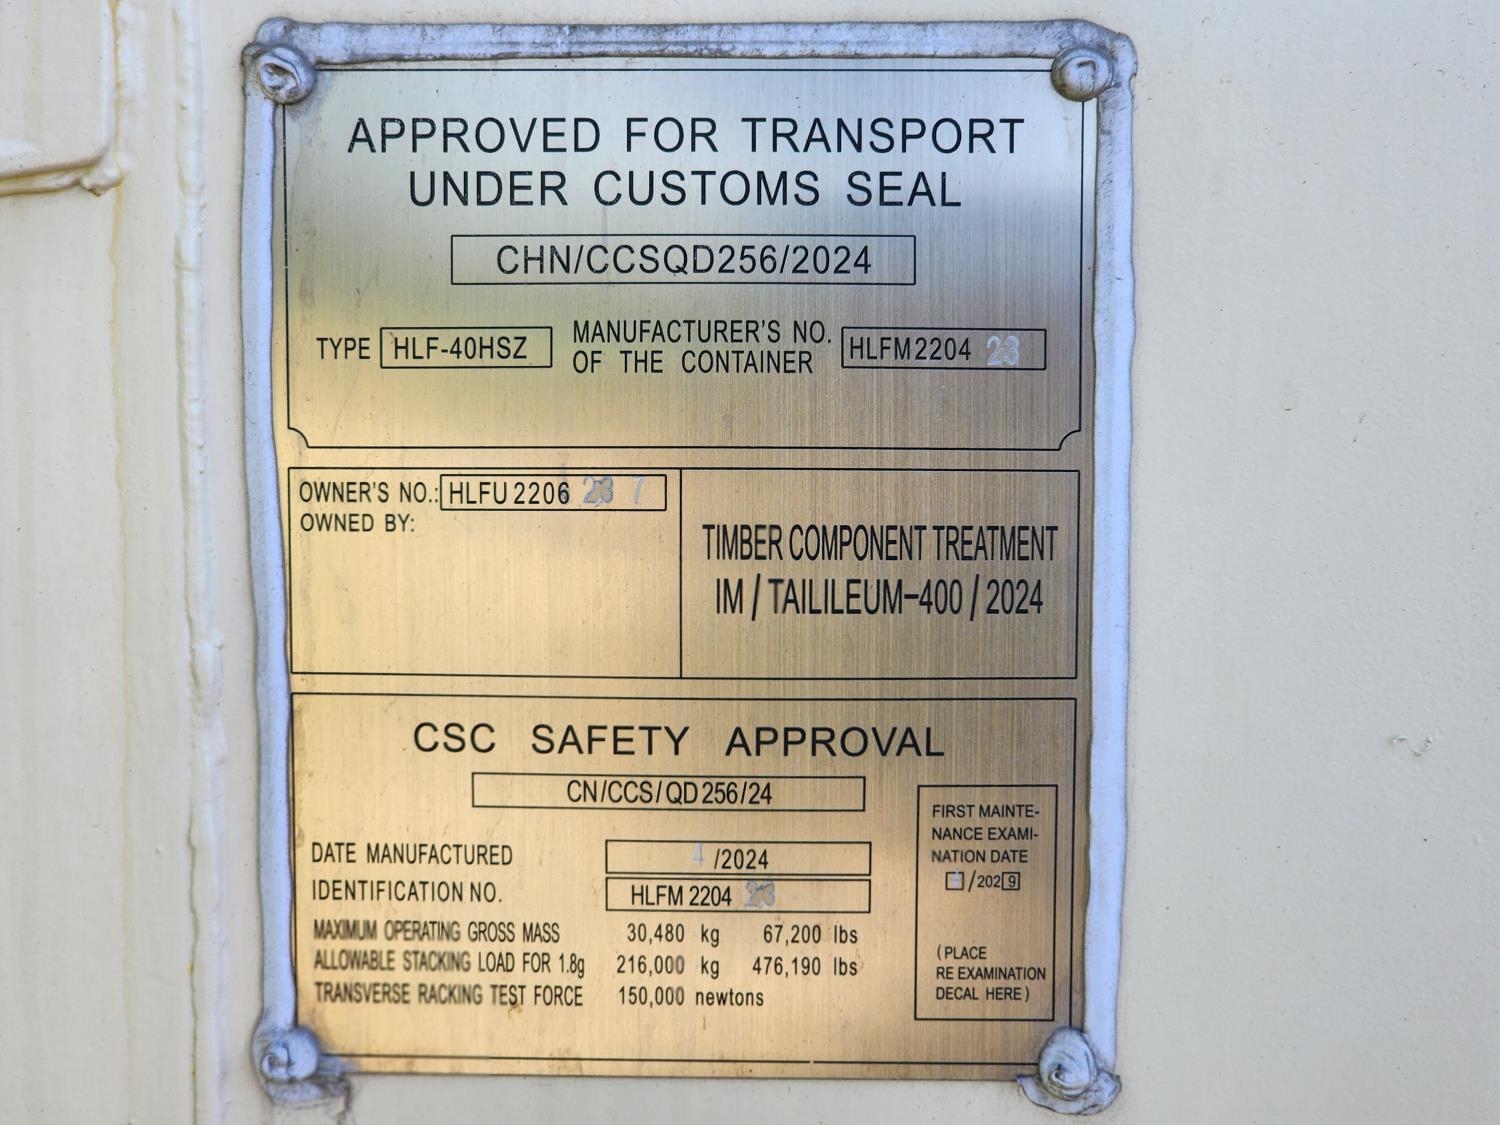 APPROVED FOR TRANSPORT
UNDER CUSTOMS SEAL
CHN/CCSQD256/2024
TYPE HLF-40HSZ
MANUFACTURER'S NO.
OF THE CONTAINER
HLFM2204 23
OWNER'S NO.: HLFU 2206 23 7
OWNED BY:
TIMBER COMPONENT TREATMENT
IM / TAILILEUM-400 / 2024
CSC SAFETY APPROVAL
CN/CCS/QD256/24
DATE MANUFACTURED 4 /2024
IDENTIFICATION NO. HLFM 2204 23
MAXIMUM OPERATING GROSS MASS 30,480 kg 67,200 lbs
ALLOWABLE STACKING LOAD FOR 1.8g 216,000 kg 476,190 lbs
TRANSVERSE RACKING TEST FORCE 150,000 newtons
FIRST MAINTE-
NANCE EXAMI-
NATION DATE
/2029
(PLACE
RE EXAMINATION
DECAL HERE)